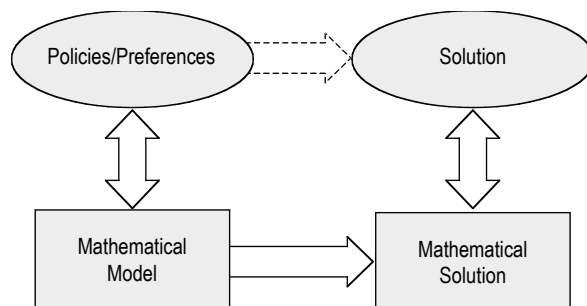 Policies/Preferences
Solution
Mathematical
Model
Mathematical
Solution